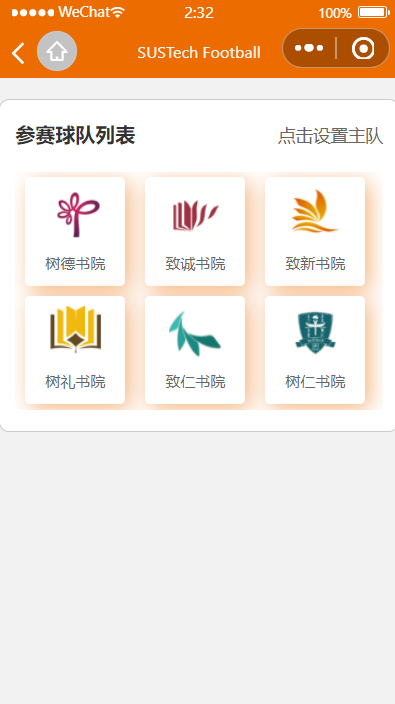 WeChat 2:32 100%
SUSTech Football
参赛球队列表 点击设置主队
树德书院 致诚书院 致新书院
树礼书院 致仁书院 树仁书院